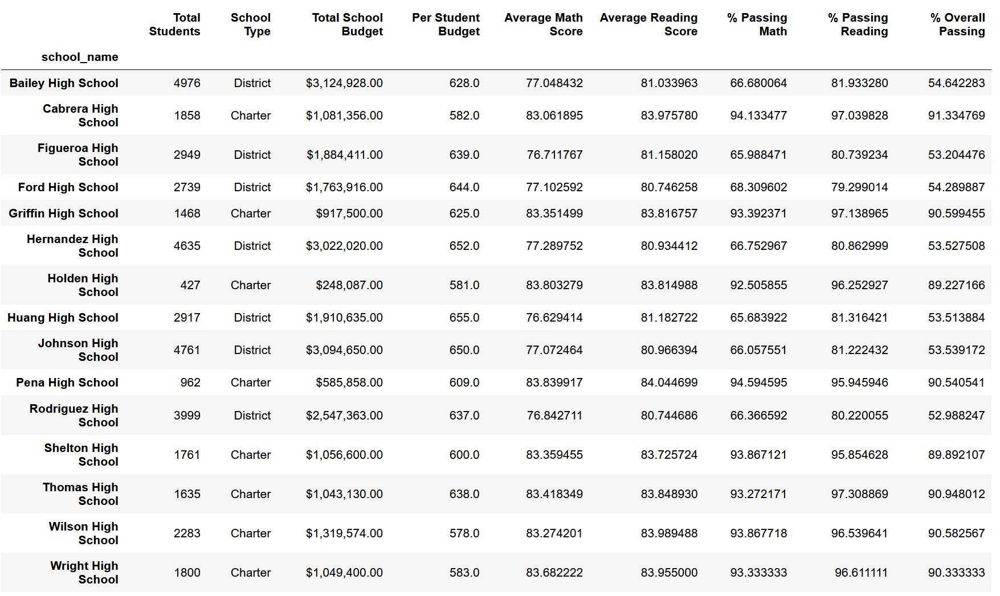 Total Students School Type Total School Budget Per Student Budget Average Math Score Average Reading Score % Passing Math % Passing Reading % Overall Passing
school_name
Bailey High School 4976 District $3,124,928.00 628.0 77.048432 81.033963 66.680064 81.933280 54.642283
Cabrera High School 1858 Charter $1,081,356.00 582.0 83.061895 83.975780 94.133477 97.039828 91.334769
Figueroa High School 2949 District $1,884,411.00 639.0 76.711767 81.158020 65.988471 80.739234 53.204476
Ford High School 2739 District $1,763,916.00 644.0 77.102592 80.746258 68.309602 79.299014 54.289887
Griffin High School 1468 Charter $917,500.00 625.0 83.351499 83.816757 93.392371 97.138965 90.599455
Hernandez High School 4635 District $3,022,020.00 652.0 77.289752 80.934412 66.752967 80.862999 53.527508
Holden High School 427 Charter $248,087.00 581.0 83.803279 83.814988 92.505855 96.252927 89.227166
Huang High School 2917 District $1,910,635.00 655.0 76.629414 81.182722 65.683922 81.316421 53.513884
Johnson High School 4761 District $3,094,650.00 650.0 77.072464 80.966394 66.057551 81.222432 53.539172
Pena High School 962 Charter $585,858.00 609.0 83.839917 84.044699 94.594595 95.945946 90.540541
Rodriguez High School 3999 District $2,547,363.00 637.0 76.842711 80.744686 66.366592 80.220055 52.988247
Shelton High School 1761 Charter $1,056,600.00 600.0 83.359455 83.725724 93.867121 95.854628 89.892107
Thomas High School 1635 Charter $1,043,130.00 638.0 83.418349 83.848930 93.272171 97.308869 90.948012
Wilson High School 2283 Charter $1,319,574.00 578.0 83.274201 83.989488 93.867718 96.539641 90.582567
Wright High School 1800 Charter $1,049,400.00 583.0 83.682222 83.955000 93.333333 96.611111 90.333333